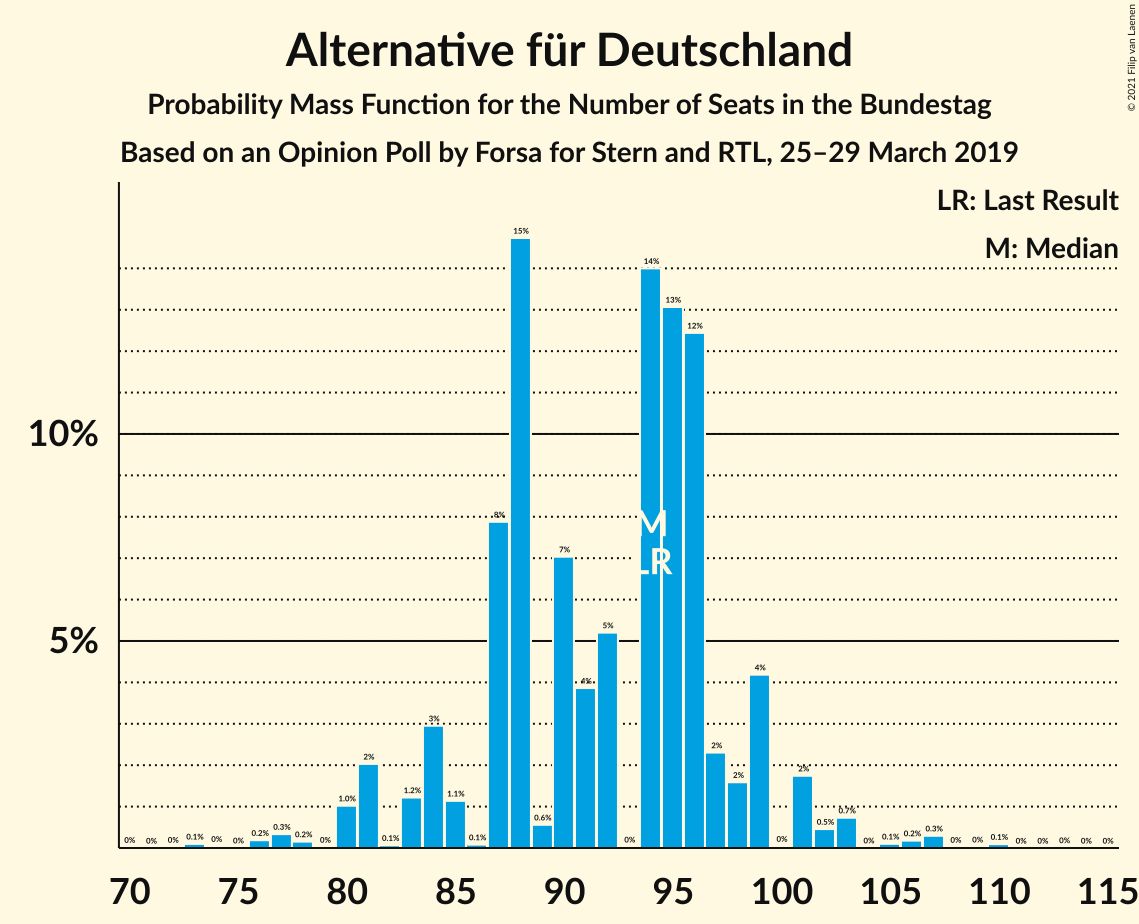 © 2021 Filip van Laenen
Alternative für Deutschland
Probability Mass Function for the Number of Seats in the Bundestag
Based on an Opinion Poll by Forsa for Stern and RTL, 25–29 March 2019
LR: Last Result
M: Median
10%
5%
0% 0% 0% 0.1% 0% 0% 0.2% 0.3% 0.2% 0% 1.0% 2% 0.1% 1.2% 3% 1.1% 0.1% 8% 15% 0.6% 7% 4% 5% 0% 14% 13% 12% 2% 2% 4% 0% 2% 0.5% 0.7% 0% 0.1% 0.2% 0.3% 0% 0% 0.1% 0% 0% 0% 0% 0%
M
LR
70 75 80 85 90 95 100 105 110 115